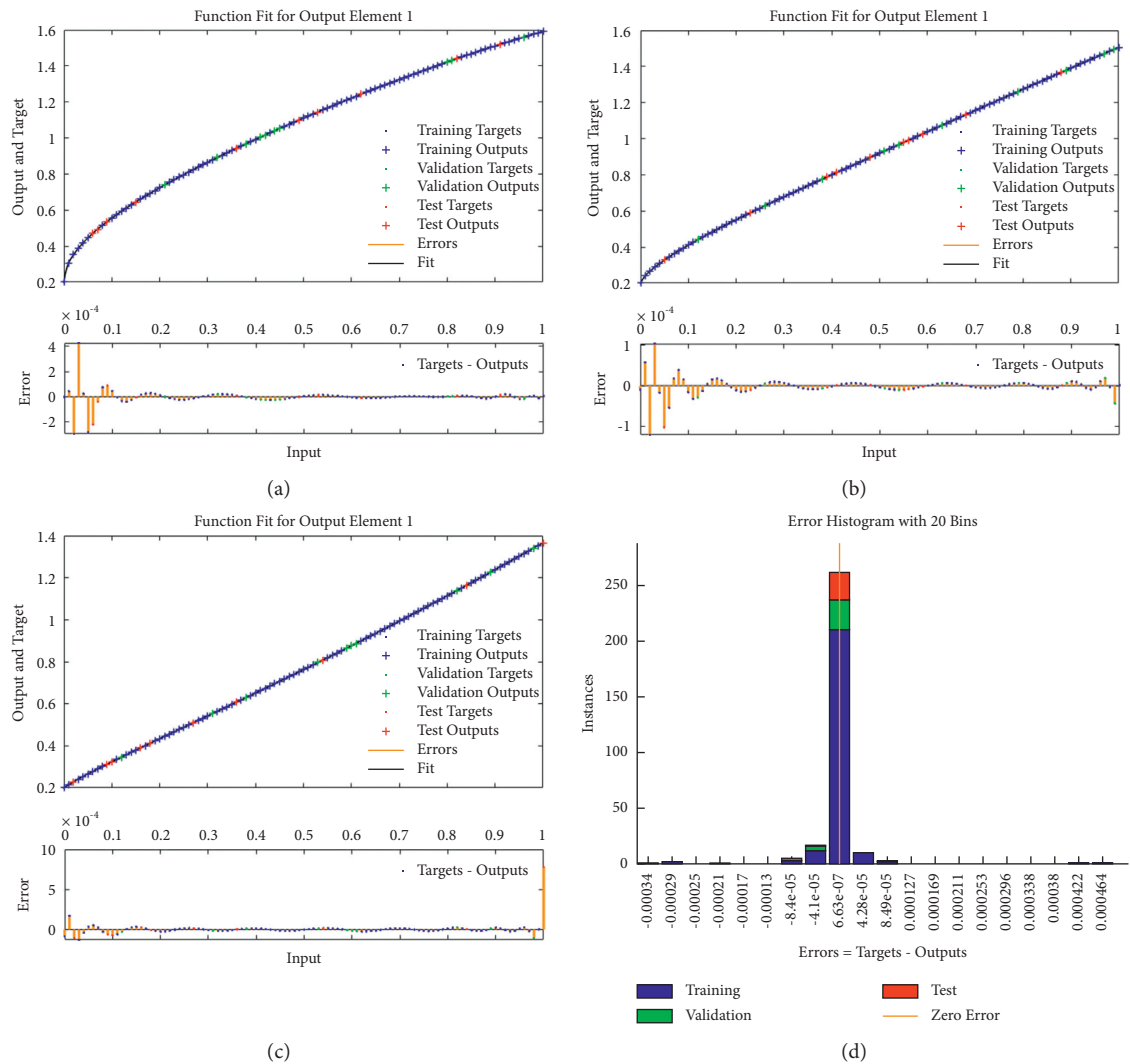 Function Fit for Output Element 1
1.6
1.4
1.2
1
0.8
0.6
0.4
0.2
Output and Target
Training Targets
Training Outputs
Validation Targets
Validation Outputs
Test Targets
Test Outputs
Errors
Fit
× 10⁻⁴
0 0.1 0.2 0.3 0.4 0.5 0.6 0.7 0.8 0.9 1
4
2
0
-2
Error
Targets - Outputs
Input
(a)
Function Fit for Output Element 1
1.6
1.4
1.2
1
0.8
0.6
0.4
0.2
Output and Target
Training Targets
Training Outputs
Validation Targets
Validation Outputs
Test Targets
Test Outputs
Errors
Fit
× 10⁻⁴
0 0.1 0.2 0.3 0.4 0.5 0.6 0.7 0.8 0.9 1
1
0
-1
Error
Targets - Outputs
Input
(b)
Function Fit for Output Element 1
1.4
1.2
1
0.8
0.6
0.4
0.2
Output and Target
Training Targets
Training Outputs
Validation Targets
Validation Outputs
Test Targets
Test Outputs
Errors
Fit
× 10⁻⁴
0 0.1 0.2 0.3 0.4 0.5 0.6 0.7 0.8 0.9 1
10
5
0
Error
Targets - Outputs
Input
(c)
Error Histogram with 20 Bins
250
200
150
100
50
0
Instances
-0.00034
-0.00029
-0.00025
-0.00021
-0.00017
-0.00013
-8.4e-05
-4.1e-05
6.63e-07
4.28e-05
8.49e-05
0.000127
0.000169
0.000211
0.000253
0.000296
0.000338
0.00038
0.000422
0.000464
Errors = Targets - Outputs
Training
Validation
Test
Zero Error
(d)